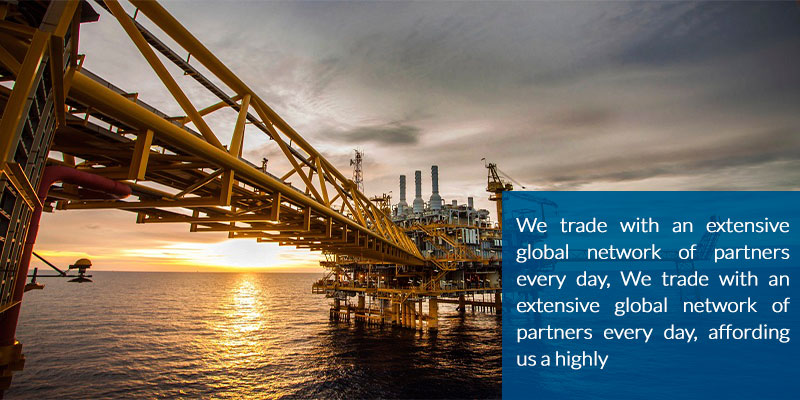 We trade with an extensive
global network of partners
every day, We trade with an
extensive global network of
partners every day, affording
us a highly